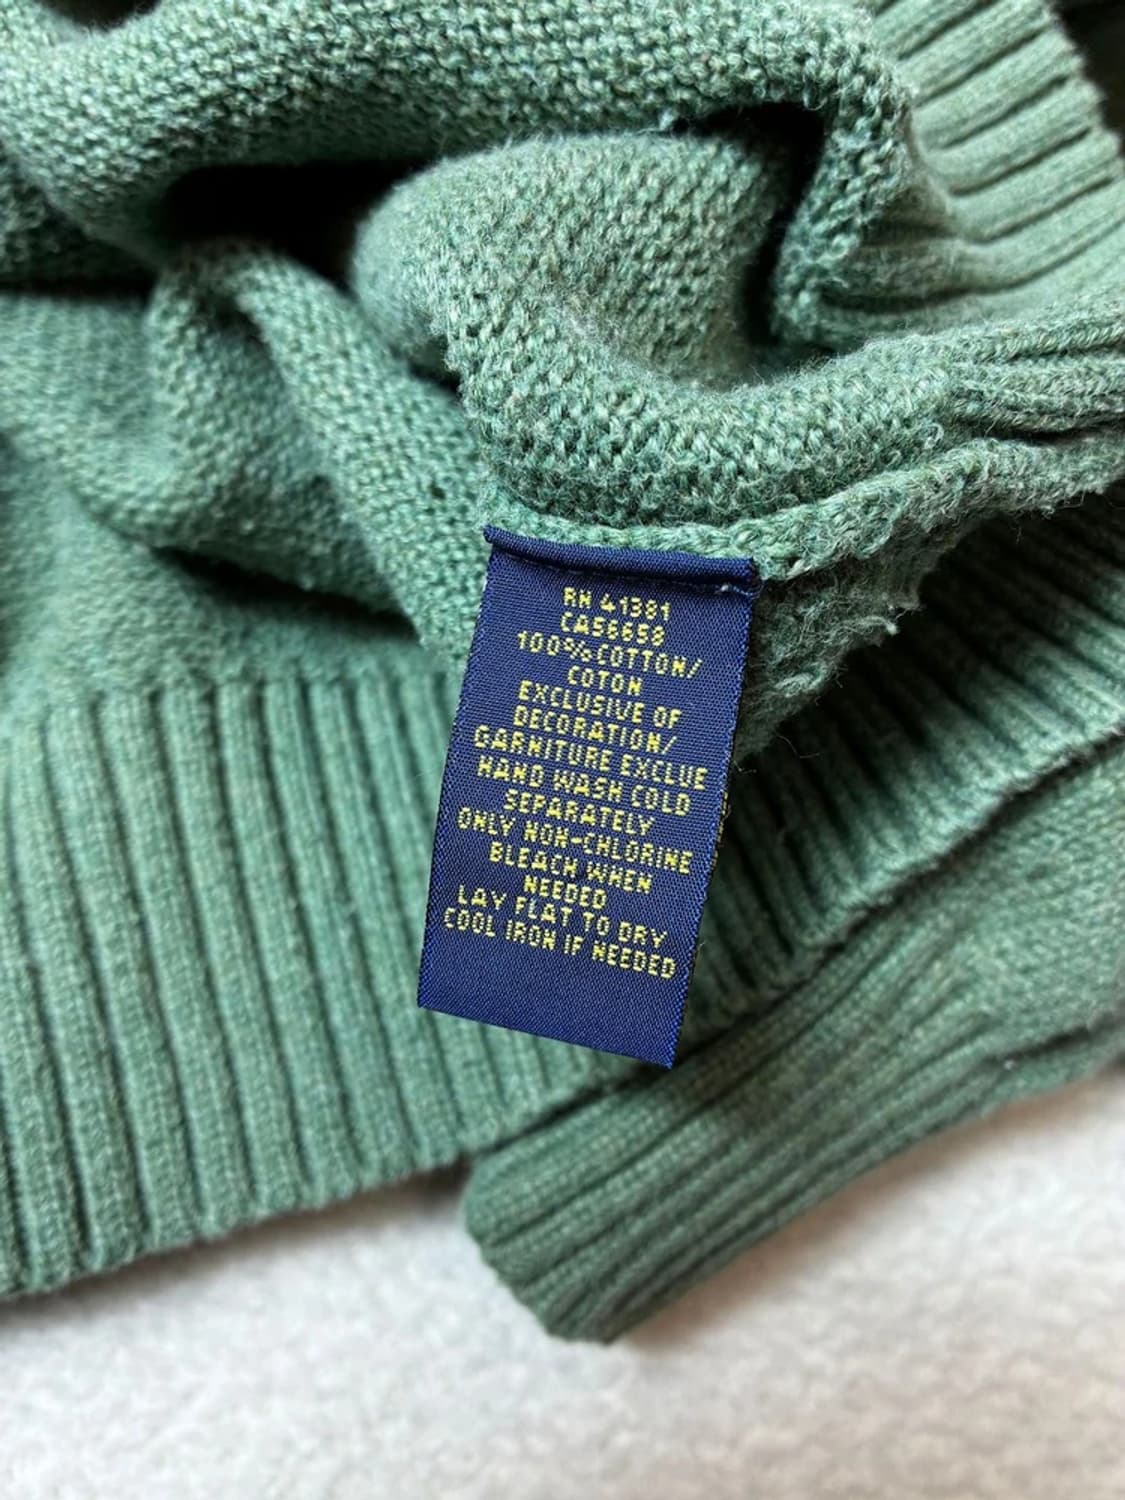 RN 41381
CA56658
100% COTTON/
COTON
EXCLUSIVE OF
DECORATION/
GARNITURE EXCLUE
HAND WASH COLD
SEPARATELY
ONLY NON-CHLORINE
BLEACH WHEN
NEEDED
LAY FLAT TO DRY
COOL IRON IF NEEDED